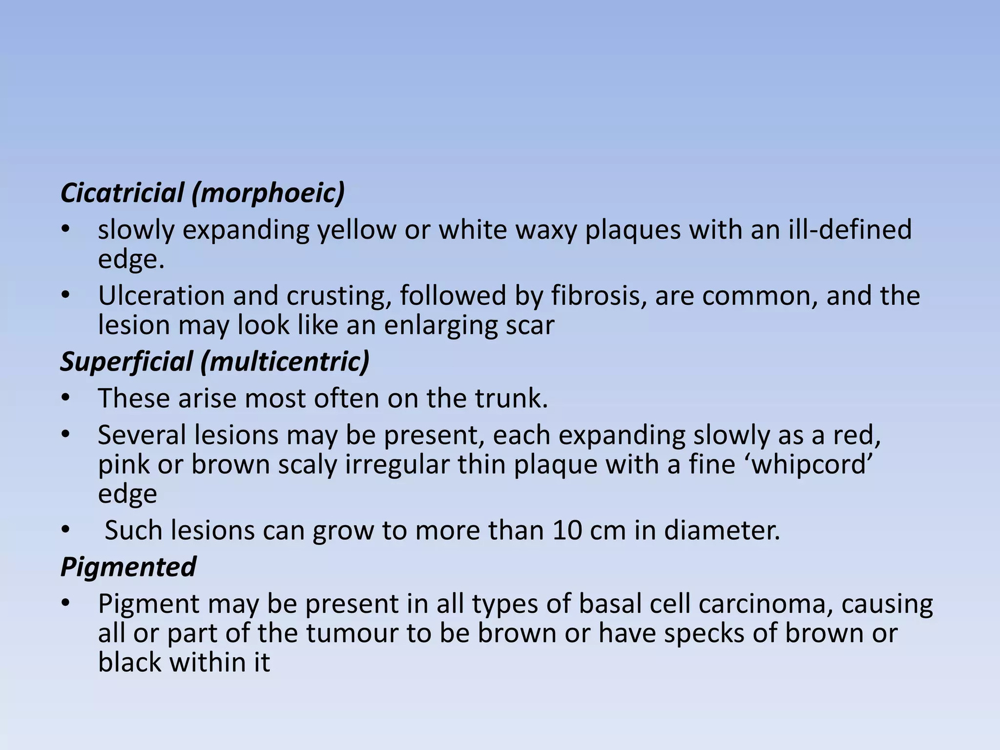 Cicatricial (morphoeic)
• slowly expanding yellow or white waxy plaques with an ill-defined
edge.
• Ulceration and crusting, followed by fibrosis, are common, and the
lesion may look like an enlarging scar
Superficial (multicentric)
• These arise most often on the trunk.
• Several lesions may be present, each expanding slowly as a red,
pink or brown scaly irregular thin plaque with a fine ‘whipcord’
edge
• Such lesions can grow to more than 10 cm in diameter.
Pigmented
• Pigment may be present in all types of basal cell carcinoma, causing
all or part of the tumour to be brown or have specks of brown or
black within it